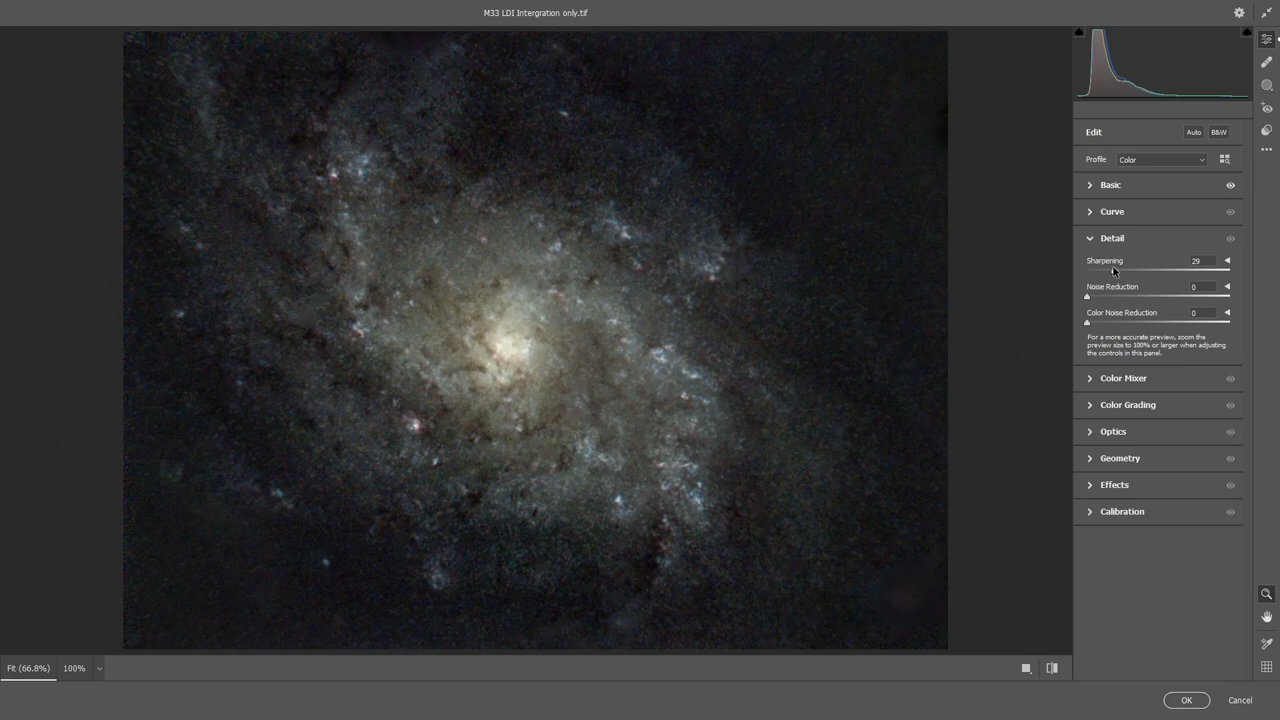 M33 LDI Intergration only.tif
Edit
Auto
B&W
Profile
Color
Basic
Curve
Detail
Sharpening
29
Noise Reduction
0
Color Noise Reduction
0
For a more accurate preview, zoom the
preview size to 100% or larger when adjusting
the controls in this panel.
Color Mixer
Color Grading
Optics
Geometry
Effects
Calibration
Fit (66.8%)
100%
OK
Cancel